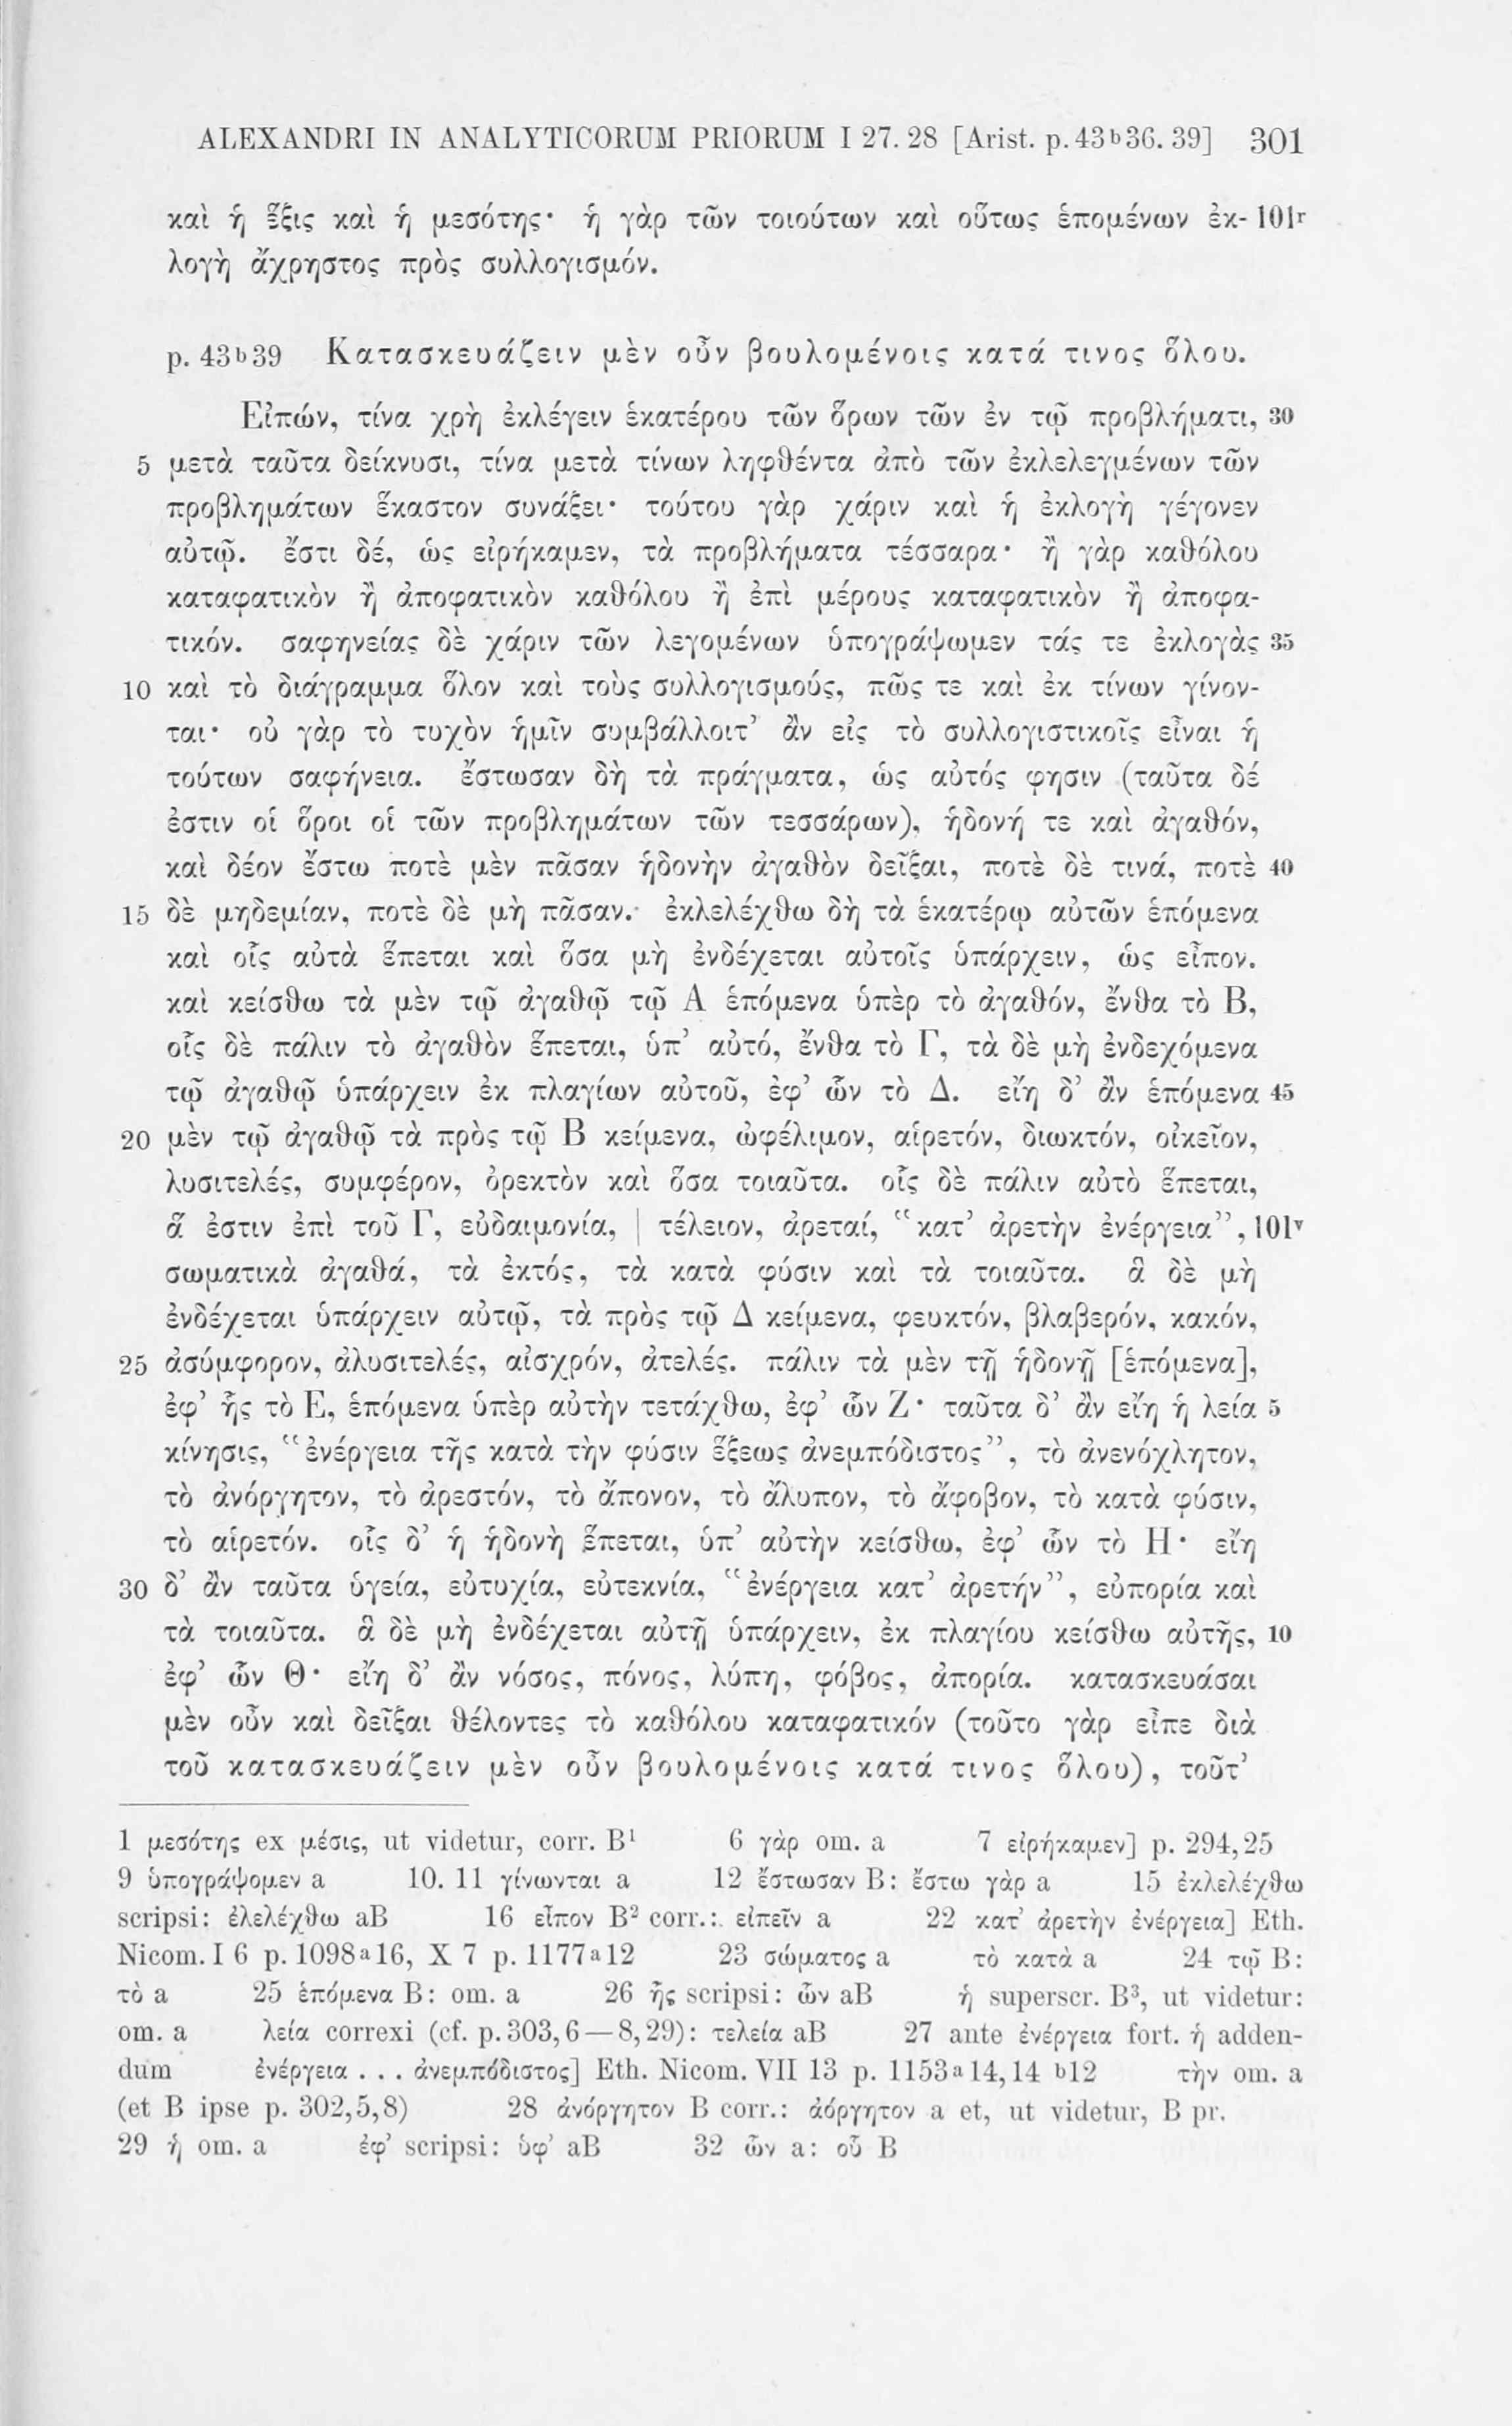 ALEXANDRI IN ANALYTICORUM PRIORUM I 27. 28 [Arist. p. 43ᵇ36. 39] 301
καὶ ἡ ἕξις καὶ ἡ μεσότης· ἡ γὰρ τῶν τοιούτων καὶ οὕτως ἑπομένων ἐκ- 101ʳ
λογὴ ἄχρηστος πρὸς συλλογισμόν.
p. 43ᵇ39 Κατασκευάζειν μὲν οὖν βουλομένοις κατά τινος ὅλου.
Εἰπών, τίνα χρὴ ἐκλέγειν ἑκατέρου τῶν ὅρων τῶν ἐν τῷ προβλήματι, 30
5 μετὰ ταῦτα δείκνυσι, τίνα μετὰ τίνων ληφθέντα ἀπὸ τῶν ἐκλελεγμένων τῶν
προβλημάτων ἕκαστον συνάξει· τούτου γὰρ χάριν καὶ ἡ ἐκλογὴ γέγονεν
αὐτῷ. ἔστι δέ, ὡς εἰρήκαμεν, τὰ προβλήματα τέσσαρα· ἢ γὰρ καθόλου
καταφατικὸν ἢ ἀποφατικὸν καθόλου ἢ ἐπὶ μέρους καταφατικὸν ἢ ἀποφα-
τικόν. σαφηνείας δὲ χάριν τῶν λεγομένων ὑπογράψωμεν τάς τε ἐκλογὰς 35
10 καὶ τὸ διάγραμμα ὅλον καὶ τοὺς συλλογισμούς, πῶς τε καὶ ἐκ τίνων γίνον-
ται· οὐ γὰρ τὸ τυχὸν ἡμῖν συμβάλλοιτ’ ἂν εἰς τὸ συλλογιστικοῖς εἶναι ἡ
τούτων σαφήνεια. ἔστωσαν δὴ τὰ πράγματα, ὡς αὐτός φησιν (ταῦτα δέ
ἐστιν οἱ ὅροι οἱ τῶν προβλημάτων τῶν τεσσάρων), ἡδονή τε καὶ ἀγαθόν,
καὶ δέον ἔστω ποτὲ μὲν πᾶσαν ἡδονὴν ἀγαθὸν δεῖξαι, ποτὲ δὲ τινά, ποτὲ 40
15 δὲ μηδεμίαν, ποτὲ δὲ μὴ πᾶσαν. ἐκλελέχθω δὴ τὰ ἑκατέρῳ αὐτῶν ἑπόμενα
καὶ οἷς αὐτὰ ἕπεται καὶ ὅσα μὴ ἐνδέχεται αὐτοῖς ὑπάρχειν, ὡς εἶπον.
καὶ κείσθω τὰ μὲν τῷ ἀγαθῷ τῷ Α ἑπόμενα ὑπὲρ τὸ ἀγαθόν, ἔνθα τὸ Β,
οἷς δὲ πάλιν τὸ ἀγαθὸν ἕπεται, ὑπ’ αὐτό, ἔνθα τὸ Γ, τὰ δὲ μὴ ἐνδεχόμενα
τῷ ἀγαθῷ ὑπάρχειν ἐκ πλαγίων αὐτοῦ, ἐφ’ ὧν τὸ Δ. εἴη δ’ ἂν ἑπόμενα 45
20 μὲν τῷ ἀγαθῷ τὰ πρὸς τῷ Β κείμενα, ὠφέλιμον, αἱρετόν, διωκτόν, οἰκεῖον,
λυσιτελές, συμφέρον, ὀρεκτὸν καὶ ὅσα τοιαῦτα. οἷς δὲ πάλιν αὐτὸ ἕπεται,
ἅ ἐστιν ἐπὶ τοῦ Γ, εὐδαιμονία, | τέλειον, ἀρεταί, “κατ’ ἀρετὴν ἐνέργεια”, 101ᵛ
σωματικὰ ἀγαθά, τὰ ἐκτός, τὰ κατὰ φύσιν καὶ τὰ τοιαῦτα. ἃ δὲ μὴ
ἐνδέχεται ὑπάρχειν αὐτῷ, τὰ πρὸς τῷ Δ κείμενα, φευκτόν, βλαβερόν, κακόν,
25 ἀσύμφορον, ἀλυσιτελές, αἰσχρόν, ἀτελές. πάλιν τὰ μὲν τῇ ἡδονῇ [ἑπόμενα],
ἐφ’ ἧς τὸ Ε, ἑπόμενα ὑπὲρ αὐτὴν τετάχθω, ἐφ’ ὧν Ζ· ταῦτα δ’ ἂν εἴη ἡ λεία 5
κίνησις, “ἐνέργεια τῆς κατὰ τὴν φύσιν ἕξεως ἀνεμπόδιστος”, τὸ ἀνενόχλητον,
τὸ ἀνόργητον, τὸ ἀρεστόν, τὸ ἄπονον, τὸ ἄλυπον, τὸ ἄφοβον, τὸ κατὰ φύσιν,
τὸ αἱρετόν. οἷς δ’ ἡ ἡδονὴ ἕπεται, ὑπ’ αὐτὴν κείσθω, ἐφ’ ὧν τὸ Η· εἴη
30 δ’ ἂν ταῦτα ὑγεία, εὐτυχία, εὐτεκνία, “ἐνέργεια κατ’ ἀρετήν”, εὐπορία καὶ
τὰ τοιαῦτα. ἃ δὲ μὴ ἐνδέχεται αὐτῇ ὑπάρχειν, ἐκ πλαγίου κείσθω αὐτῆς, 10
ἐφ’ ὧν Θ· εἴη δ’ ἂν νόσος, πόνος, λύπη, φόβος, ἀπορία. κατασκευάσαι
μὲν οὖν καὶ δεῖξαι θέλοντες τὸ καθόλου καταφατικόν (τοῦτο γὰρ εἶπε διὰ
τοῦ κατασκευάζειν μὲν οὖν βουλομένοις κατά τινος ὅλου), τοῦτ’
1 μεσότης ex μέσις, ut videtur, corr. B¹ 6 γὰρ om. a 7 εἰρήκαμεν] p. 294,25
9 ὑπογράψομεν a 10. 11 γίνωνται a 12 ἔστωσαν B: ἔστω γὰρ a 15 ἐκλελέχθω
scripsi: ἐλελέχθω aB 16 εἶπον B² corr.: εἰπεῖν a 22 κατ’ ἀρετὴν ἐνέργεια] Eth.
Nicom. I 6 p. 1098ᵃ16, X 7 p. 1177ᵃ12 23 σώματος a τὸ κατὰ a 24 τῷ B:
τὸ a 25 ἑπόμενα B: om. a 26 ἧς scripsi: ὧν aB ἡ superscr. B³, ut videtur:
om. a λεία correxi (cf. p. 303,6—8,29): τελεία aB 27 ante ἐνέργεια fort. ἡ adden-
dum ἐνέργεια . . . ἀνεμπόδιστος] Eth. Nicom. VII 13 p. 1153ᵃ14,14 ᵇ12 τὴν om. a
(et B ipse p. 302,5,8) 28 ἀνόργητον B corr.: ἀόργητον a et, ut videtur, B pr.
29 ἡ om. a ἐφ’ scripsi: ὑφ’ aB 32 ὧν a: οὗ B